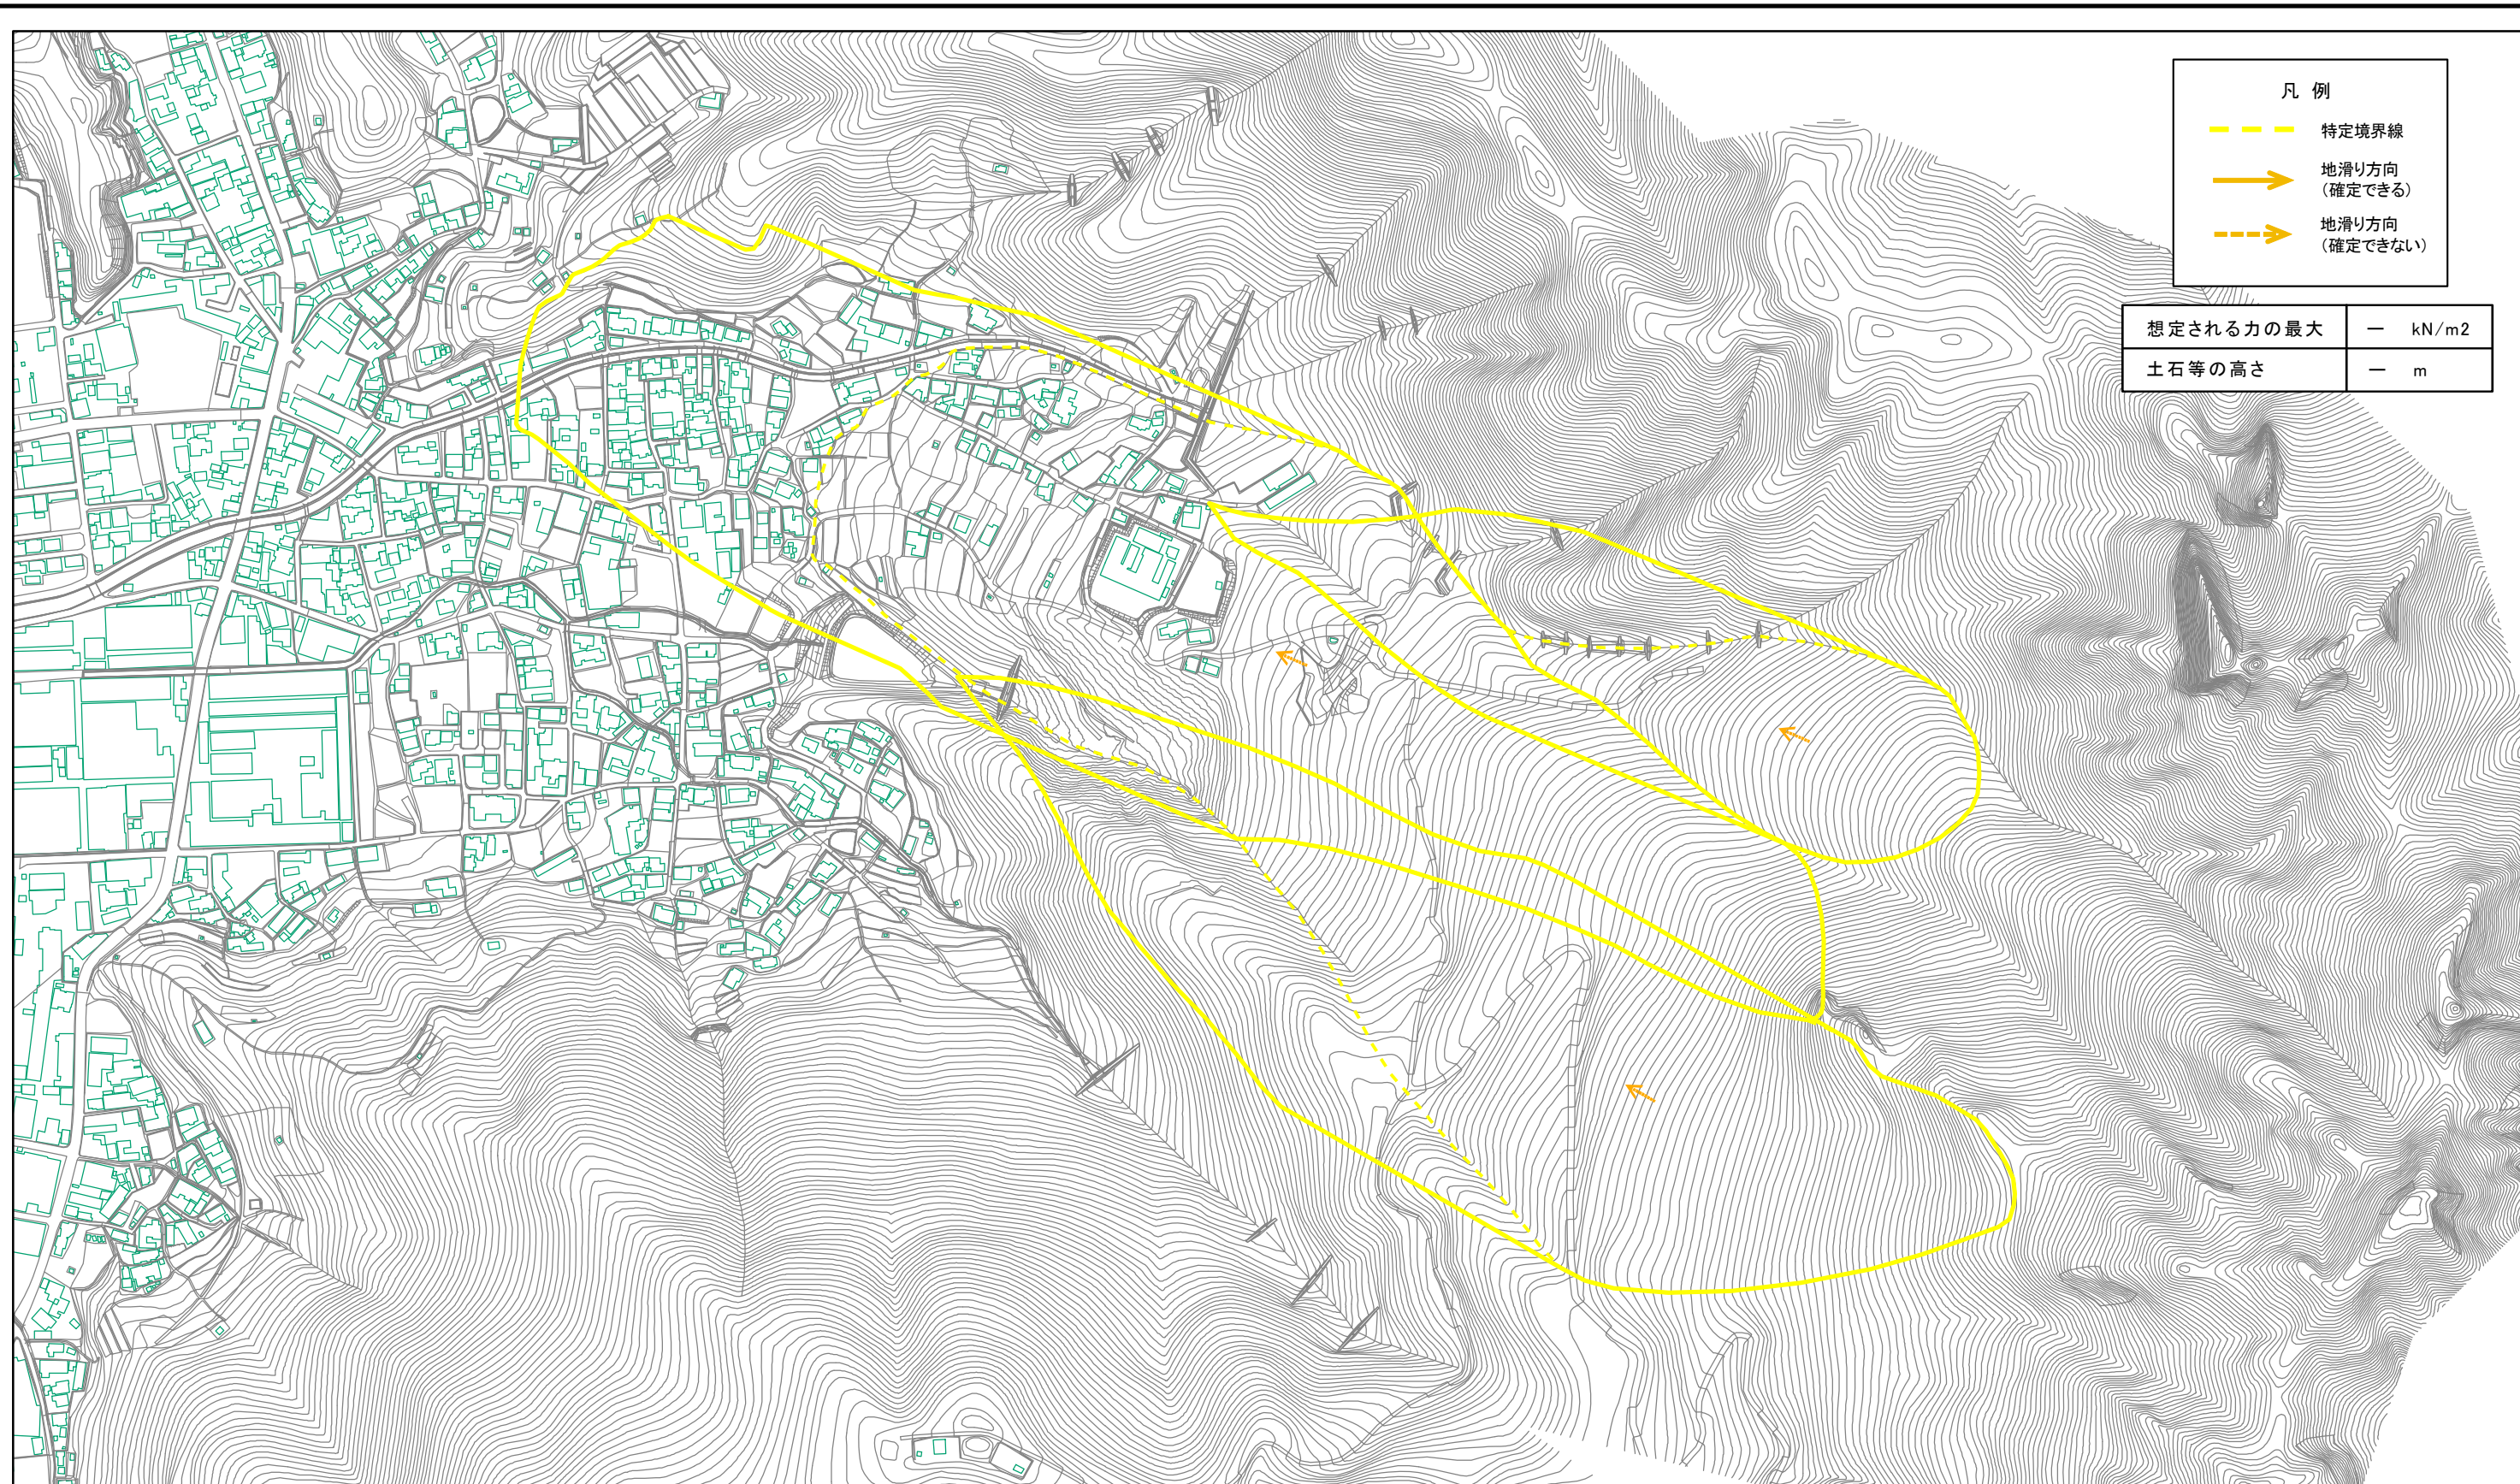 凡 例
特定境界線
地滑り方向
（確定できる）
地滑り方向
（確定できない）
想定される力の最大 － kN/m2
土石等の高さ － m